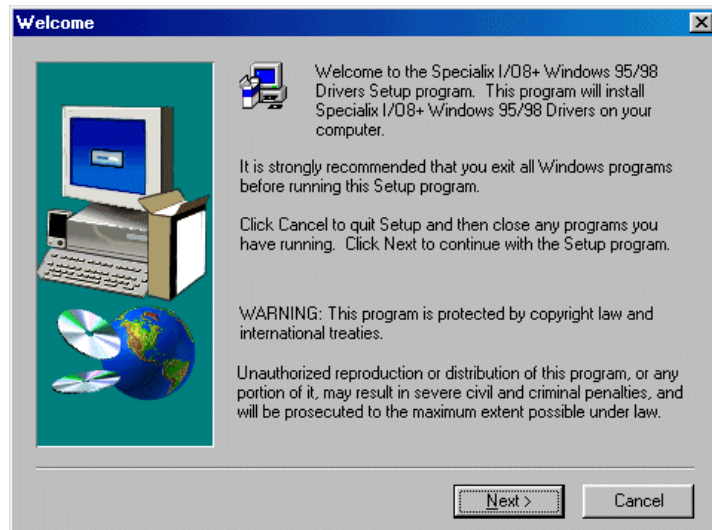 Welcome
Welcome to the Specialix I/O8+ Windows 95/98
Drivers Setup program.  This program will install
Specialix I/O8+ Windows 95/98 Drivers on your
computer.
It is strongly recommended that you exit all Windows programs
before running this Setup program.
Click Cancel to quit Setup and then close any programs you
have running.  Click Next to continue with the Setup program.
WARNING: This program is protected by copyright law and
international treaties.
Unauthorized reproduction or distribution of this program, or any
portion of it, may result in severe civil and criminal penalties, and
will be prosecuted to the maximum extent possible under law.
Next >
Cancel